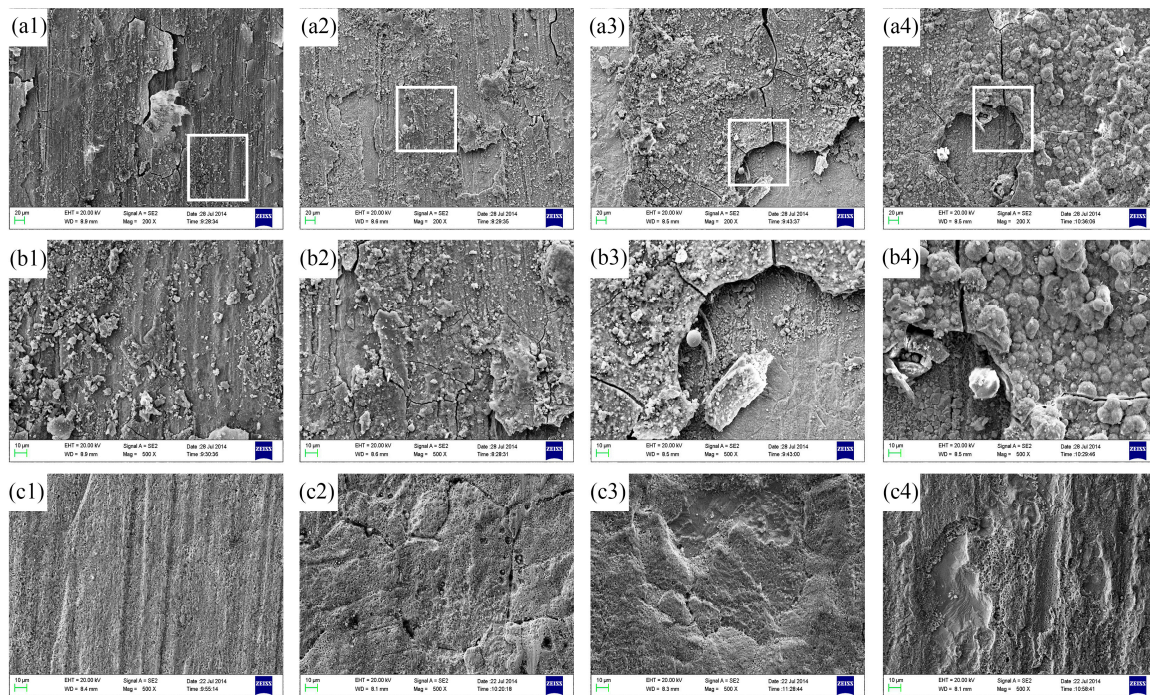 (a1)
20 µm EHT = 20.00 kV Signal A = SE2 Date :28 Jul 2014
WD = 9.9 mm Mag = 200 X Time :9:28:34
ZEISS
(a2)
20 µm EHT = 20.00 kV Signal A = SE2 Date :28 Jul 2014
WD = 8.6 mm Mag = 200 X Time :9:29:35
ZEISS
(a3)
20 µm EHT = 20.00 kV Signal A = SE2 Date :28 Jul 2014
WD = 8.5 mm Mag = 200 X Time :9:43:37
ZEISS
(a4)
20 µm EHT = 20.00 kV Signal A = SE2 Date :28 Jul 2014
WD = 8.5 mm Mag = 200 X Time :10:36:06
ZEISS
(b1)
10 µm EHT = 20.00 kV Signal A = SE2 Date :28 Jul 2014
WD = 8.9 mm Mag = 500 X Time :9:30:36
ZEISS
(b2)
10 µm EHT = 20.00 kV Signal A = SE2 Date :28 Jul 2014
WD = 8.6 mm Mag = 500 X Time :9:28:31
ZEISS
(b3)
10 µm EHT = 20.00 kV Signal A = SE2 Date :28 Jul 2014
WD = 8.5 mm Mag = 500 X Time :9:43:00
ZEISS
(b4)
10 µm EHT = 20.00 kV Signal A = SE2 Date :28 Jul 2014
WD = 8.5 mm Mag = 500 X Time :10:29:46
ZEISS
(c1)
10 µm EHT = 20.00 kV Signal A = SE2 Date :22 Jul 2014
WD = 8.4 mm Mag = 500 X Time :9:55:14
ZEISS
(c2)
10 µm EHT = 20.00 kV Signal A = SE2 Date :22 Jul 2014
WD = 8.1 mm Mag = 500 X Time :10:20:18
ZEISS
(c3)
10 µm EHT = 20.00 kV Signal A = SE2 Date :22 Jul 2014
WD = 8.3 mm Mag = 500 X Time :11:28:44
ZEISS
(c4)
10 µm EHT = 20.00 kV Signal A = SE2 Date :22 Jul 2014
WD = 8.1 mm Mag = 500 X Time :10:58:41
ZEISS